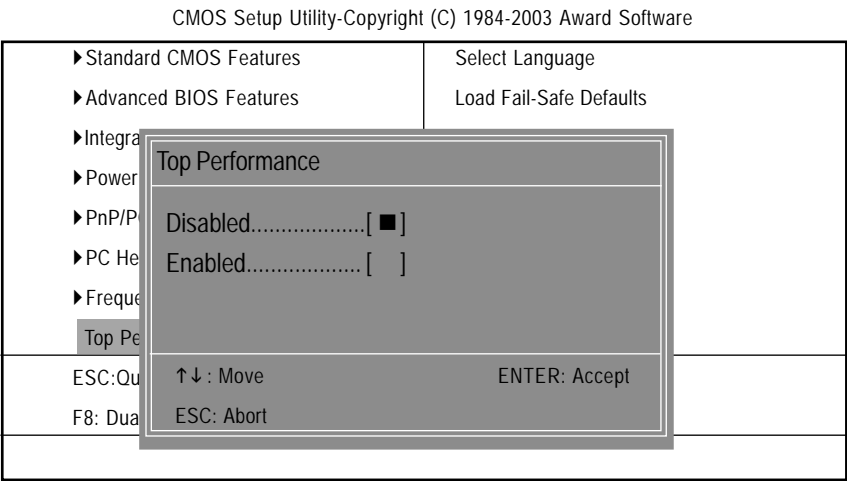 CMOS Setup Utility-Copyright (C) 1984-2003 Award Software
Standard CMOS Features
Select Language
Advanced BIOS Features
Load Fail-Safe Defaults
Integra
Power
PnP/P
PC He
Freque
Top Pe
ESC:Qu
F8: Dua
Top Performance
Disabled...................[ ■ ]
Enabled................... [   ]
↑↓: Move
ENTER: Accept
ESC: Abort